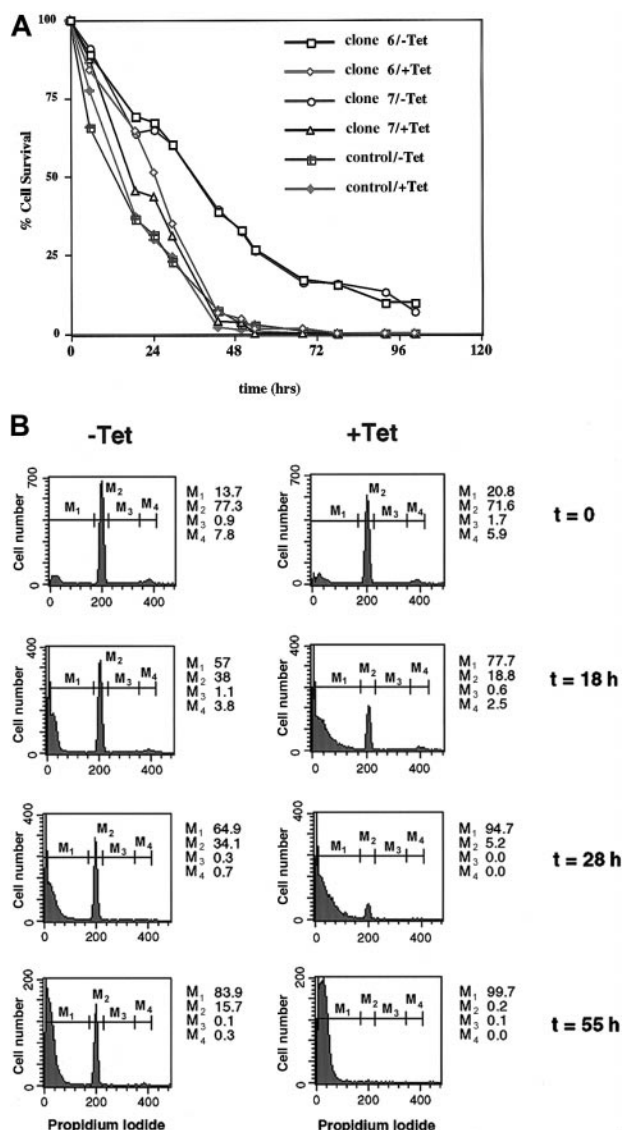 A
100
75
50
25
0
% Cell Survival
clone 6/-Tet
clone 6/+Tet
clone 7/-Tet
clone 7/+Tet
control/-Tet
control/+Tet
0 24 48 72 96 120
time (hrs)
B
-Tet +Tet
700
Cell number
0
M1 M2 M3 M4
0 200 400
M1 13.7
M2 77.3
M3 0.9
M4 7.8
700
Cell number
0
M1 M2 M3 M4
0 200 400
M1 20.8
M2 71.6
M3 1.7
M4 5.9
t = 0
400
Cell number
0
M1 M2 M3 M4
0 200 400
M1 57
M2 38
M3 1.1
M4 3.8
400
Cell number
0
M1 M2 M3 M4
0 200 400
M1 77.7
M2 18.8
M3 0.6
M4 2.5
t = 18 h
400
Cell number
0
M1 M2 M3 M4
0 200 400
M1 64.9
M2 34.1
M3 0.3
M4 0.7
400
Cell number
0
M1 M2 M3 M4
0 200 400
M1 94.7
M2 5.2
M3 0.0
M4 0.0
t = 28 h
200
Cell number
0
M1 M2 M3 M4
0 200 400
M1 83.9
M2 15.7
M3 0.1
M4 0.3
200
Cell number
0
M1 M2 M3 M4
0 200 400
M1 99.7
M2 0.2
M3 0.1
M4 0.0
t = 55 h
Propidium Iodide Propidium Iodide